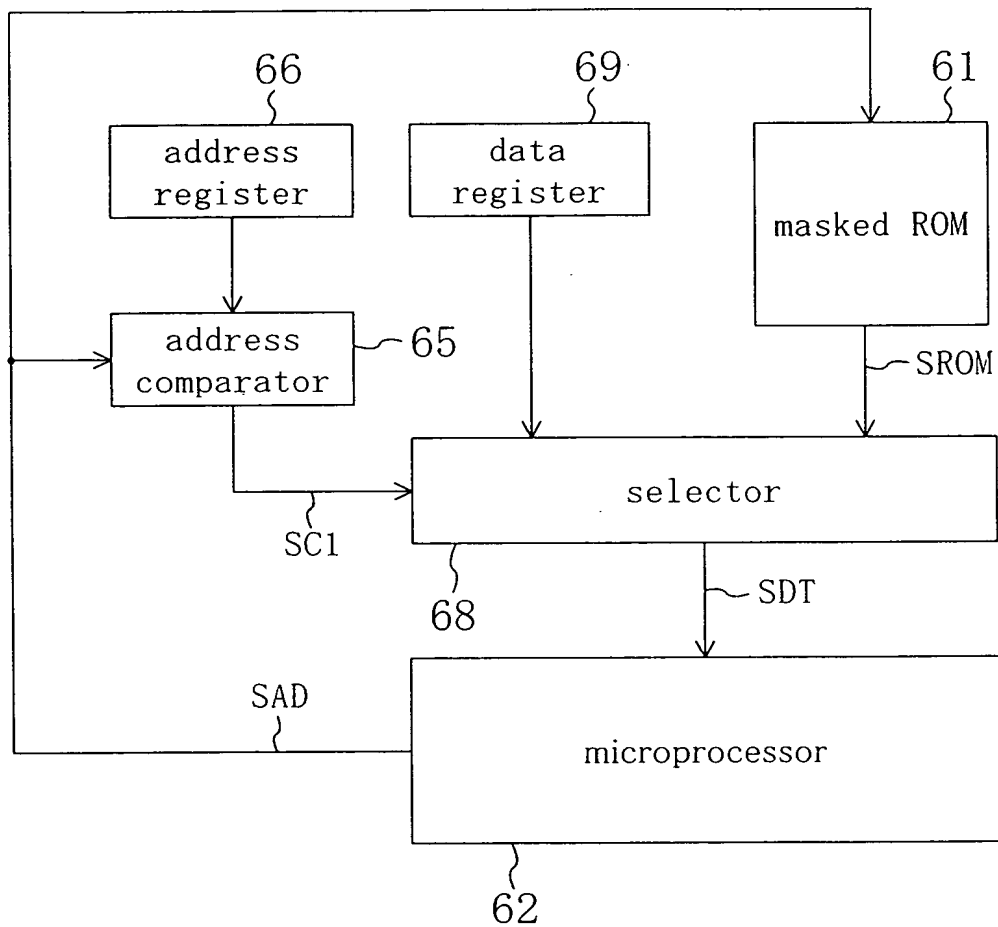 66
69
61
address
register
data
register
masked ROM
address
comparator
65
SROM
selector
SC1
68
SDT
SAD
microprocessor
62